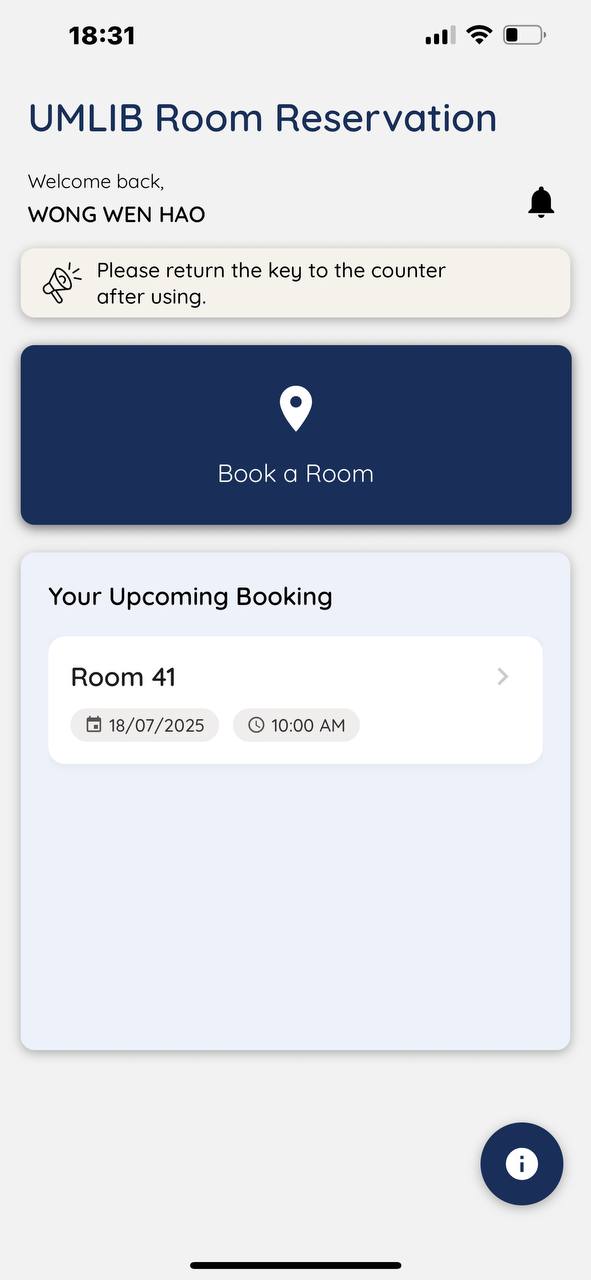 18:31
UMLIB Room Reservation
Welcome back,
WONG WEN HAO
Please return the key to the counter
after using.
Book a Room
Your Upcoming Booking
Room 41
18/07/2025 10:00 AM